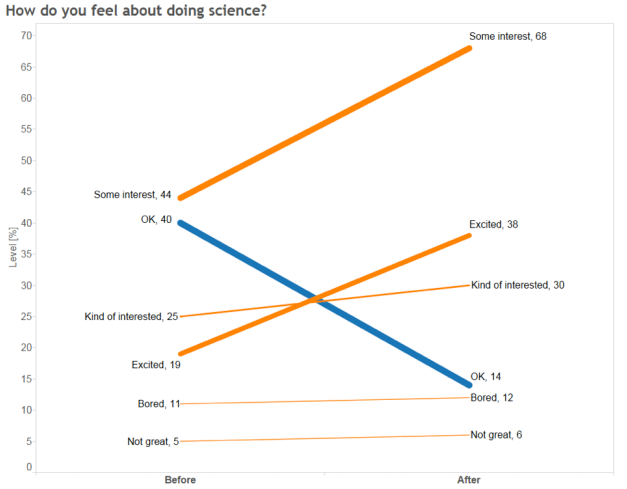 How do you feel about doing science?
70
65
60
55
50
45
40
35
30
25
20
15
10
5
0
Level [%]
Some interest, 68
Some interest, 44
OK, 40
Excited, 38
Kind of interested, 30
Kind of interested, 25
Excited, 19
OK, 14
Bored, 11
Bored, 12
Not great, 5
Not great, 6
Before
After